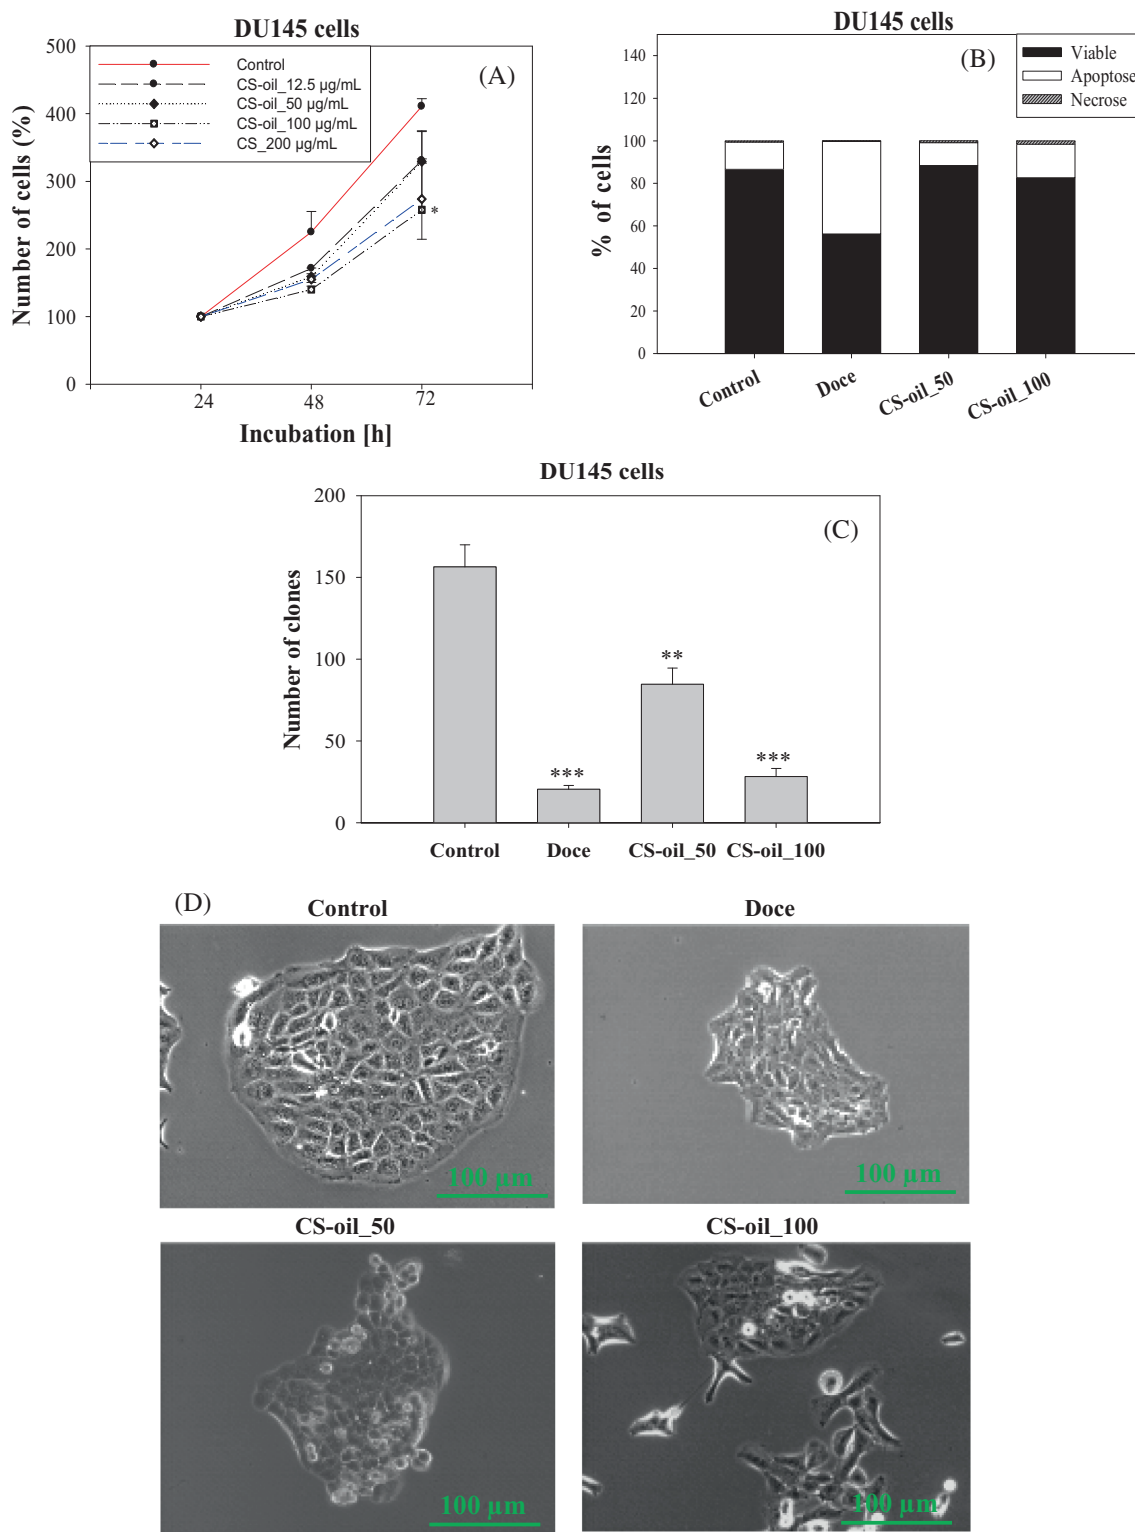 DU145 cells
(A)
Number of cells (%)
500
400
300
200
100
0
Control
CS-oil_12.5 µg/mL
CS-oil_50 µg/mL
CS-oil_100 µg/mL
CS_200 µg/mL
*
24
48
72
Incubation [h]
DU145 cells
(B)
% of cells
140
120
100
80
60
40
20
0
Viable
Apoptose
Necrose
Control
Doce
CS-oil_50
CS-oil_100
DU145 cells
(C)
Number of clones
200
150
100
50
0
***
**
***
Control
Doce
CS-oil_50
CS-oil_100
(D)
Control
Doce
100 µm
100 µm
CS-oil_50
CS-oil_100
100 µm
100 µm